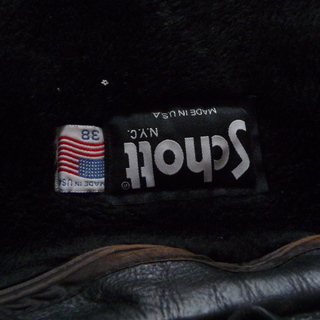 Schott®
N.Y.C.
MADE IN U.S.A
MADE IN U.S.A
38